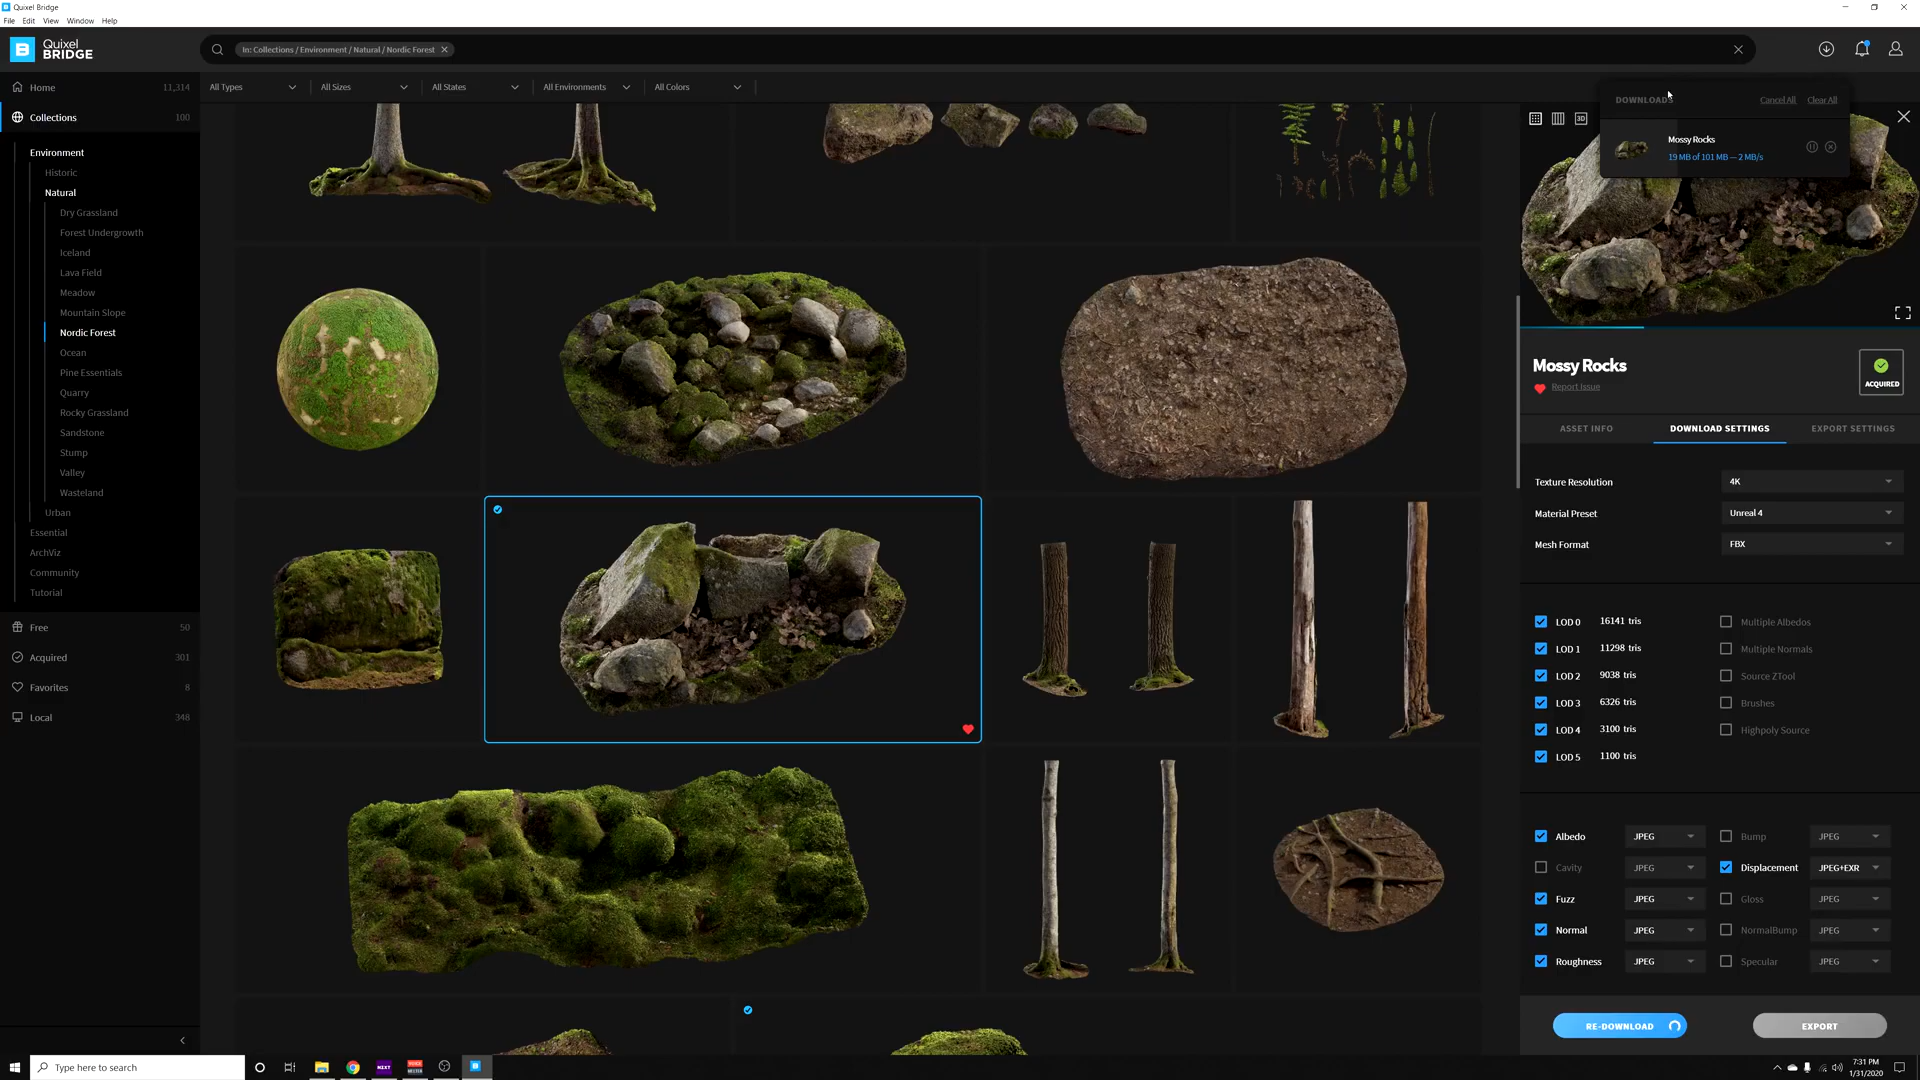 Quixel Bridge
File Edit View Window Help
Quixel
BRIDGE
In: Collections / Environment / Natural / Nordic Forest
Home 11,314
All Types All Sizes All States All Environments All Colors
DOWNLOADS Cancel All Clear All
Collections 100
3D
Mossy Rocks
19 MB of 101 MB — 2 MB/s
Environment
Historic
Natural
Dry Grassland
Forest Undergrowth
Iceland
Lava Field
Meadow
Mountain Slope
Nordic Forest
Ocean
Pine Essentials
Quarry
Rocky Grassland
Sandstone
Stump
Valley
Wasteland
Urban
Essential
ArchViz
Community
Tutorial
Free 50
Acquired 301
Favorites 8
Local 348
Mossy Rocks
Report Issue
ACQUIRED
ASSET INFO DOWNLOAD SETTINGS EXPORT SETTINGS
Texture Resolution 4K
Material Preset Unreal 4
Mesh Format FBX
LOD 0 16141 tris Multiple Albedos
LOD 1 11298 tris Multiple Normals
LOD 2 9038 tris Source ZTool
LOD 3 6326 tris Brushes
LOD 4 3100 tris Highpoly Source
LOD 5 1100 tris
Albedo JPEG Bump JPEG
Cavity JPEG Displacement JPEG+EXR
Fuzz JPEG Gloss JPEG
Normal JPEG NormalBump JPEG
Roughness JPEG Specular JPEG
RE-DOWNLOAD EXPORT
Type here to search
NEXT
7:31 PM
1/31/2020